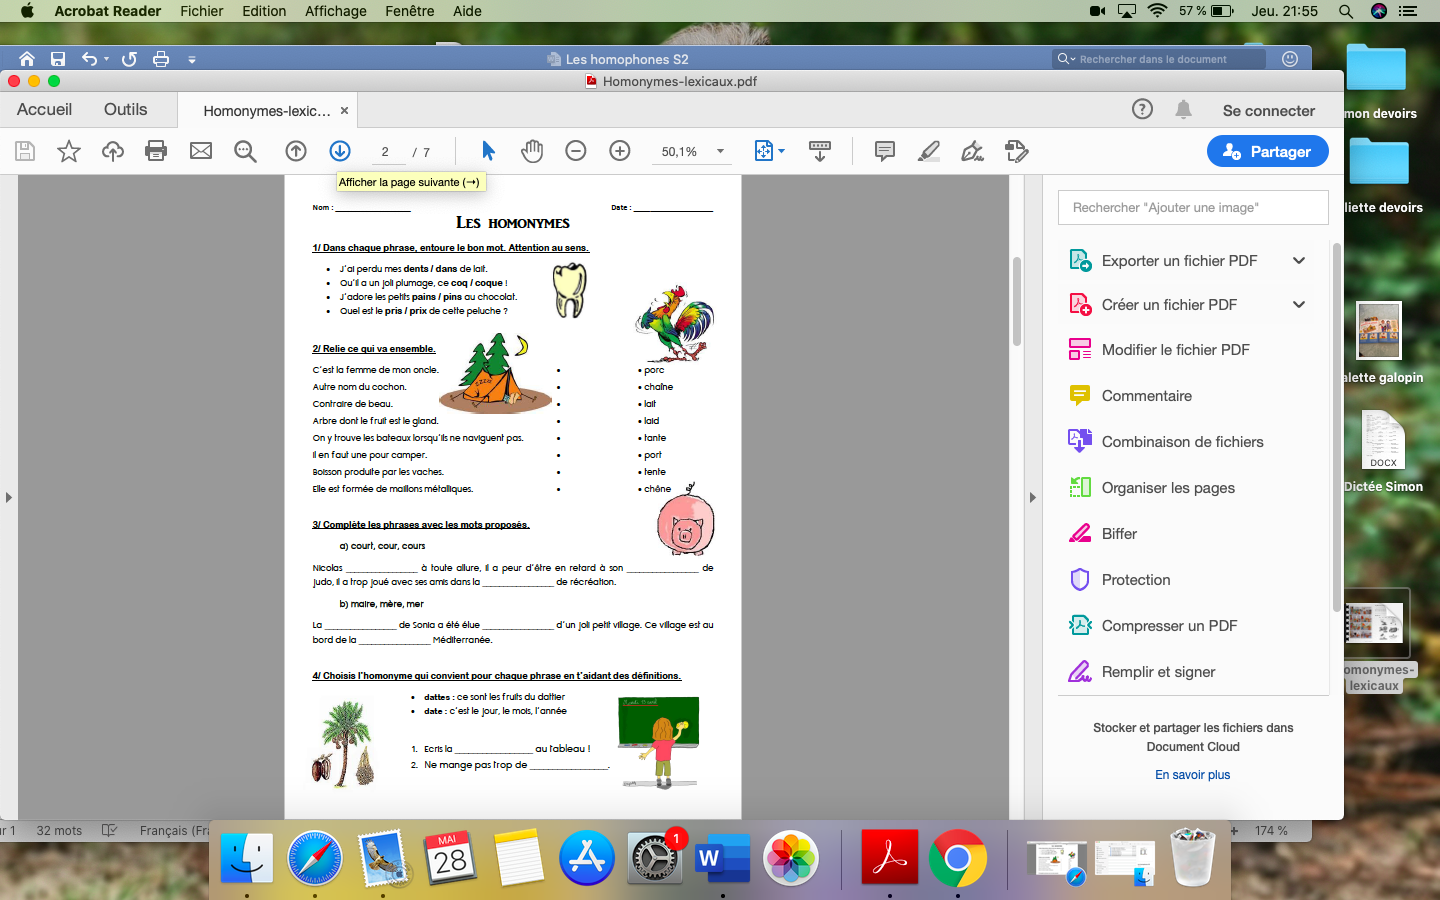 Acrobat Reader Fichier Edition Affichage Fenêtre Aide
57 % Jeu. 21:55
Les homophones S2
Rechercher dans le document
Homonymes-lexicaux.pdf
Accueil Outils Homonymes-lexic... × Se connecter
2 / 7 50,1% Partager
Afficher la page suivante (→)
Nom : Date :
LES HOMONYMES
1/ Dans chaque phrase, entoure le bon mot. Attention au sens.
• J'ai perdu mes dents / dans de lait.
• Qu'il a un joli plumage, ce coq / coque !
• J'adore les petits pains / pins au chocolat.
• Quel est le pris / prix de cette peluche ?
2/ Relie ce qui va ensemble.
C'est la femme de mon oncle. • • porc
Autre nom du cochon. • chaîne
Contraire de beau. • • lait
Arbre dont le fruit est le gland. • • laid
On y trouve les bateaux lorsqu'ils ne naviguent pas. • • tante
Il en faut une pour camper. • • port
Boisson produite par les vaches. • • tente
Elle est formée de maillons métalliques. • • chêne
3/ Complète les phrases avec les mots proposés.
a) court, cour, cours
Nicolas ______________ à toute allure, il a peur d'être en retard à son ______________ de
judo, il a trop joué avec ses amis dans la ______________ de récréation.
b) maire, mère, mer
La ______________ de Sonia a été élue ______________ d'un joli petit village. Ce village est au
bord de la ______________ Méditerranée.
4/ Choisis l'homonyme qui convient pour chaque phrase en t'aidant des définitions.
• dattes : ce sont les fruits du dattier
• date : c'est le jour, le mois, l'année
1. Ecris la ________________ au tableau !
2. Ne mange pas trop de ________________.
Rechercher "Ajouter une image"
Exporter un fichier PDF
Créer un fichier PDF
Modifier le fichier PDF
Commentaire
Combinaison de fichiers
Organiser les pages
Biffer
Protection
Compresser un PDF
Remplir et signer
Stocker et partager les fichiers dans
Document Cloud
En savoir plus
mon devoirs
liette devoirs
alette galopin
DOCX
Dictée Simon
omonymes-
lexicaux
ur 1 32 mots Français (Fra 174 %
MAI
28
1
W